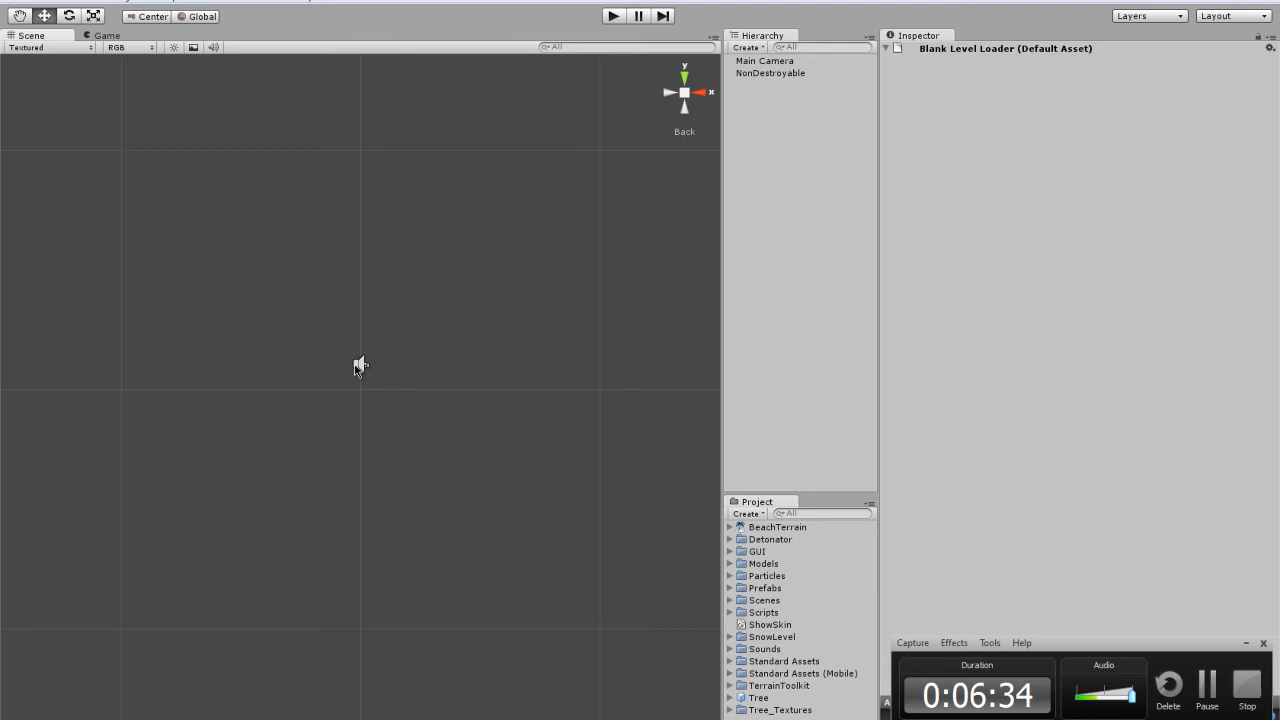 Center Global
Layers Layout
Scene Game
Textured RGB All
y
x
Back
Hierarchy
Create All
Main Camera
NonDestroyable
Inspector
Blank Level Loader (Default Asset)
Project
Create All
BeachTerrain
Detonator
GUI
Models
Particles
Prefabs
Scenes
Scripts
ShowSkin
SnowLevel
Sounds
Standard Assets
Standard Assets (Mobile)
TerrainToolkit
Tree
Tree_Textures
Capture Effects Tools Help
Duration
0:06:34
Audio
Delete Pause Stop